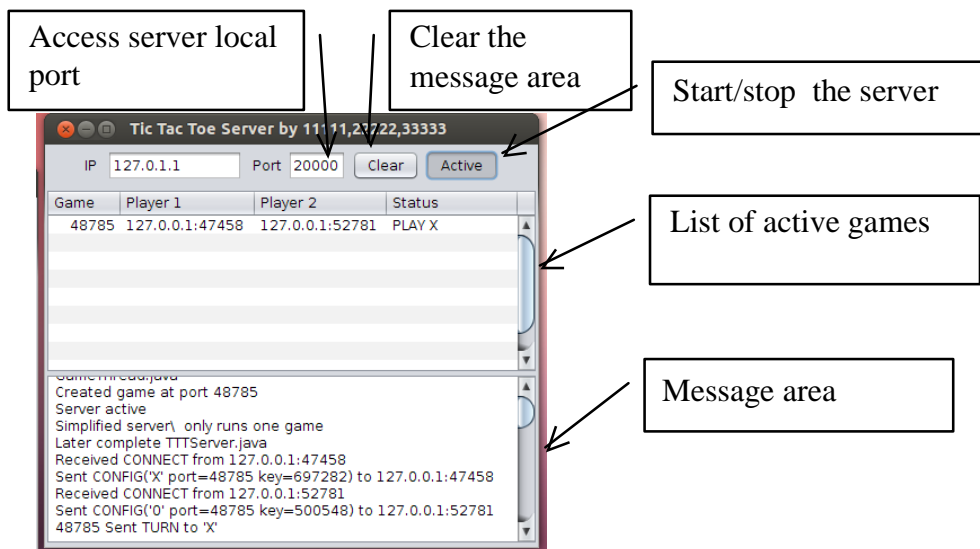 Access server local
port
Clear the
message area
Start/stop the server
Tic Tac Toe Server by 11111,22222,33333
IP 127.0.1.1 Port 20000 Clear Active
Game Player 1 Player 2 Status
48785 127.0.0.1:47458 127.0.0.1:52781 PLAY X
List of active games
GameThread.java
Created game at port 48785
Server active
Simplified server\ only runs one game
Later complete TTTServer.java
Received CONNECT from 127.0.0.1:47458
Sent CONFIG('X' port=48785 key=697282) to 127.0.0.1:47458
Received CONNECT from 127.0.0.1:52781
Sent CONFIG('0' port=48785 key=500548) to 127.0.0.1:52781
48785 Sent TURN to 'X'
Message area